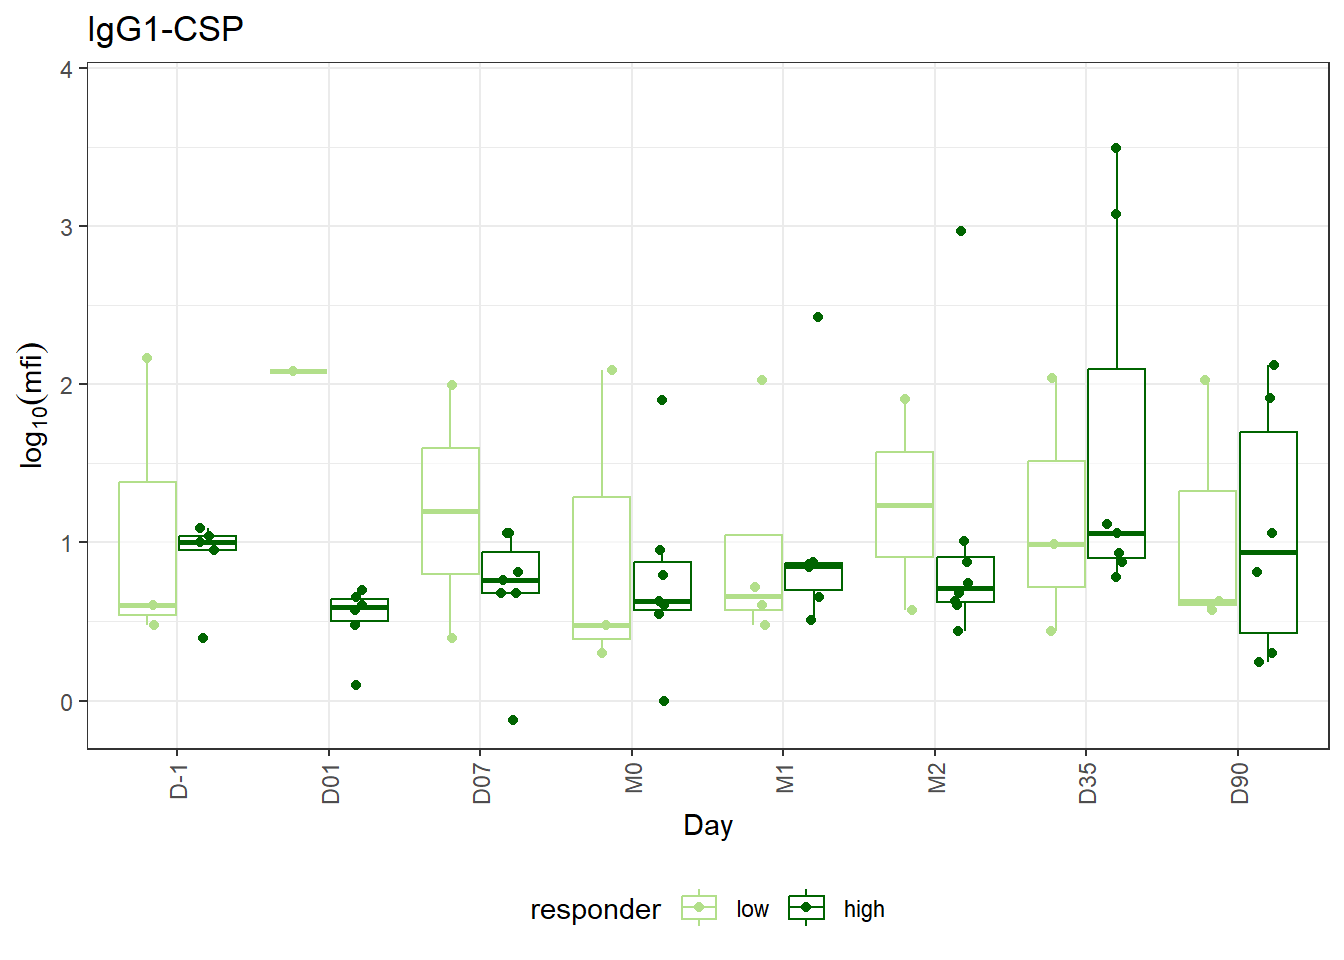 IgG1-CSP
4
3
2
1
0
log10(mfi)
D-1 D01 D07 M0 M1 M2 D35 D90
Day
responder low high